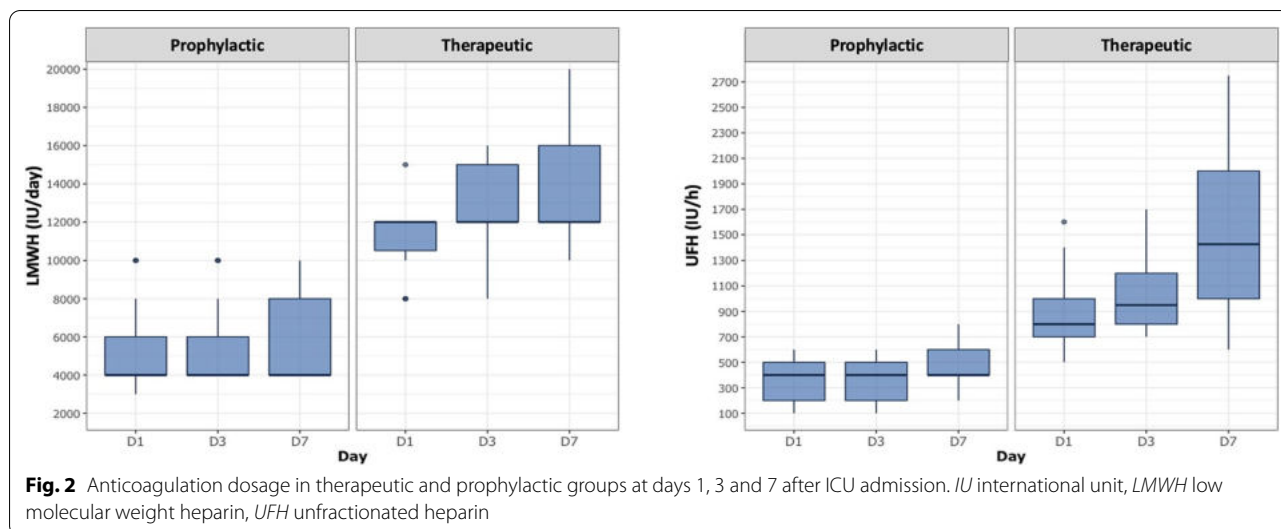 Prophylactic
Therapeutic
20000
18000
16000
14000
12000
10000
8000
6000
4000
2000
LMWH (IU/day)
D1
D3
D7
D1
D3
D7
Day
Prophylactic
Therapeutic
2700
2500
2300
2100
1900
1700
1500
1300
1100
900
700
500
300
100
UFH (IU/h)
D1
D3
D7
D1
D3
D7
Day
Fig. 2 Anticoagulation dosage in therapeutic and prophylactic groups at days 1, 3 and 7 after ICU admission. IU international unit, LMWH low
molecular weight heparin, UFH unfractionated heparin